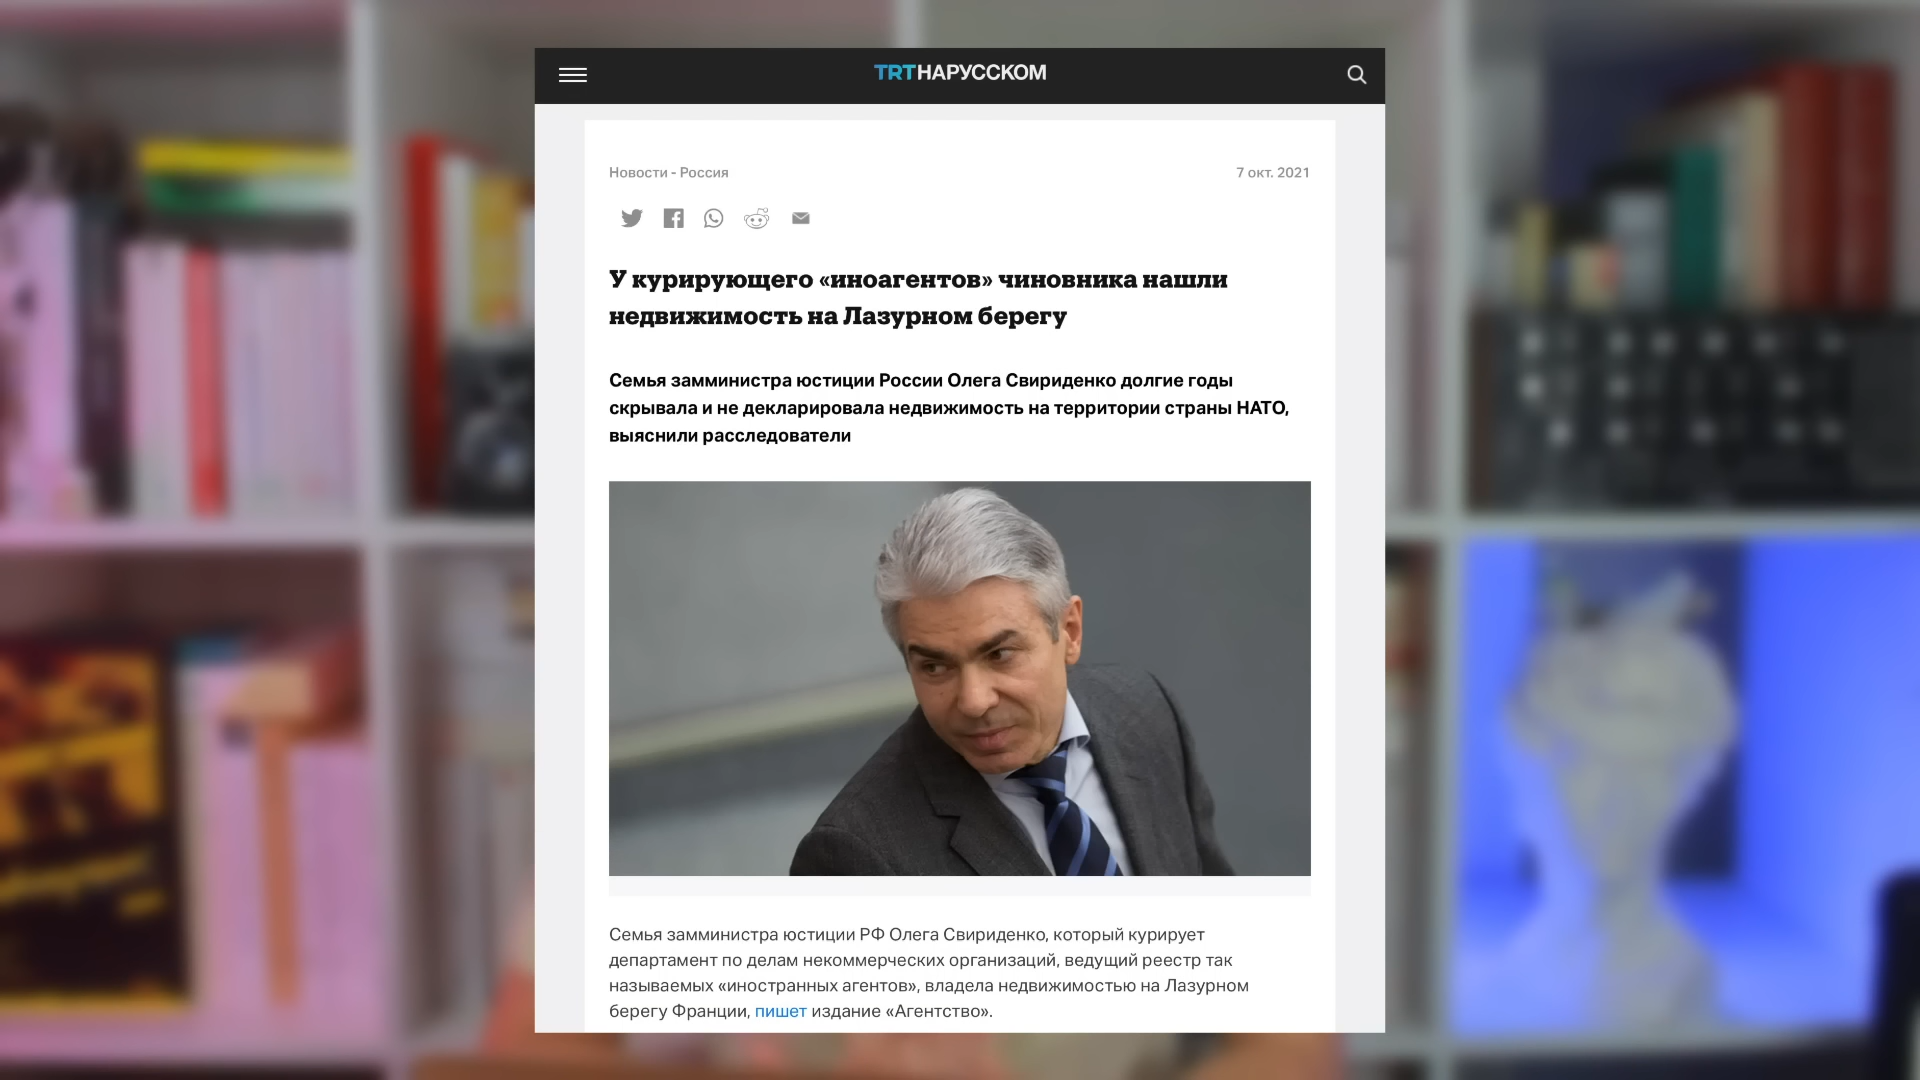 TRT НА РУССКОМ
Новости - Россия
7 окт. 2021
У курирующего «иноагентов» чиновника нашли
недвижимость на Лазурном берегу
Семья замминистра юстиции России Олега Свириденко долгие годы
скрывала и не декларировала недвижимость на территории страны НАТО,
выяснили расследователи
Семья замминистра юстиции РФ Олега Свириденко, который курирует
департамент по делам некоммерческих организаций, ведущий реестр так
называемых «иностранных агентов», владела недвижимостью на Лазурном
берегу Франции, пишет издание «Агентство».